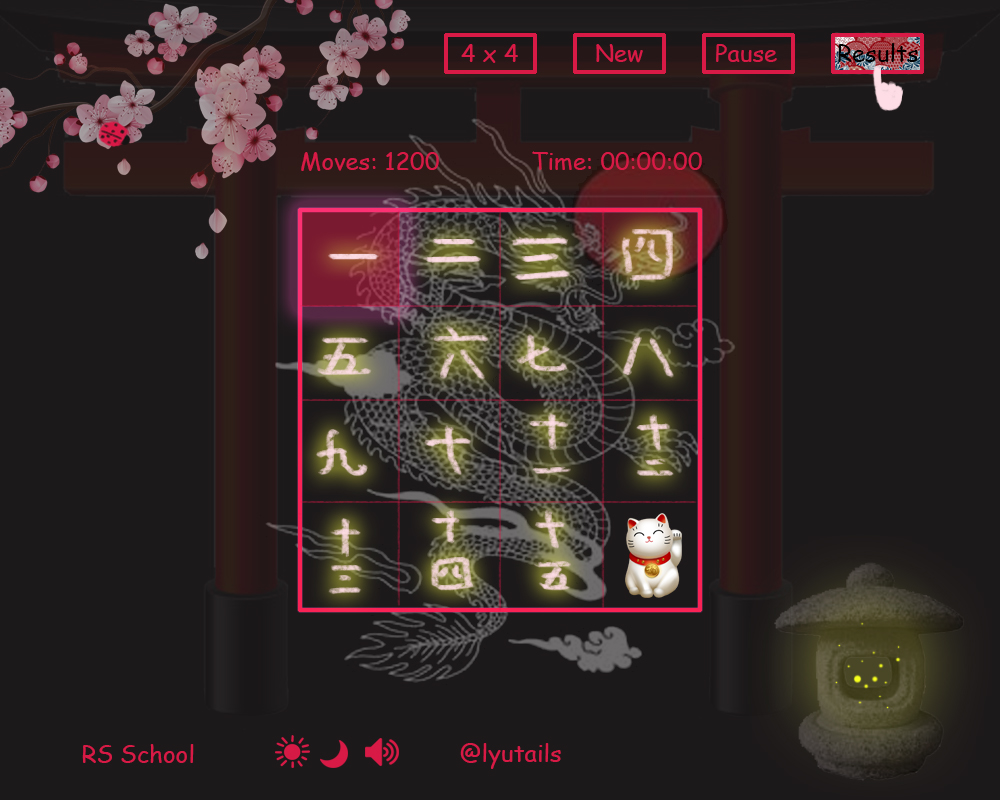 4 x 4 New Pause Results
Moves: 1200 Time: 00:00:00
一 二 三 四
五 六 七 八
九 十 十一 十二
十三 十四 十五
RS School @lyutails